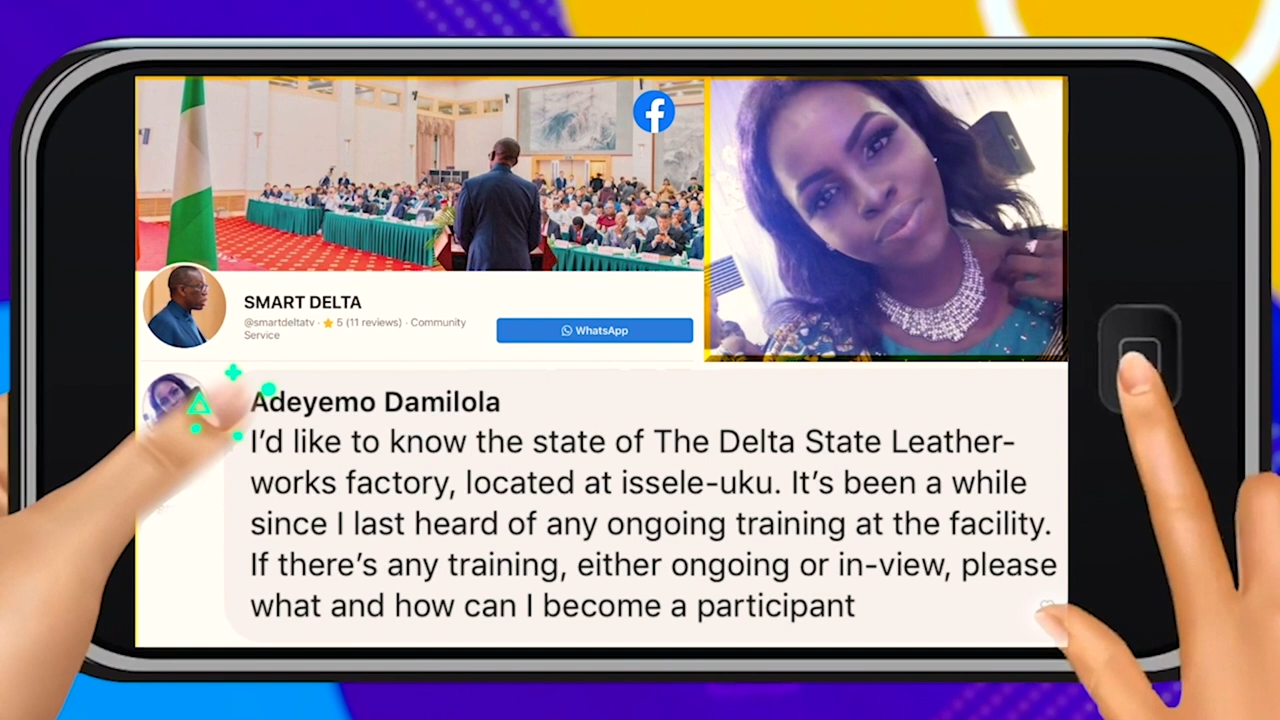 SMART DELTA
@smartdeltatv · 5 (11 reviews) · Community
Service
WhatsApp
Adeyemo Damilola
I'd like to know the state of The Delta State Leather-
works factory, located at issele-uku. It's been a while
since I last heard of any ongoing training at the facility.
If there's any training, either ongoing or in-view, please
what and how can I become a participant